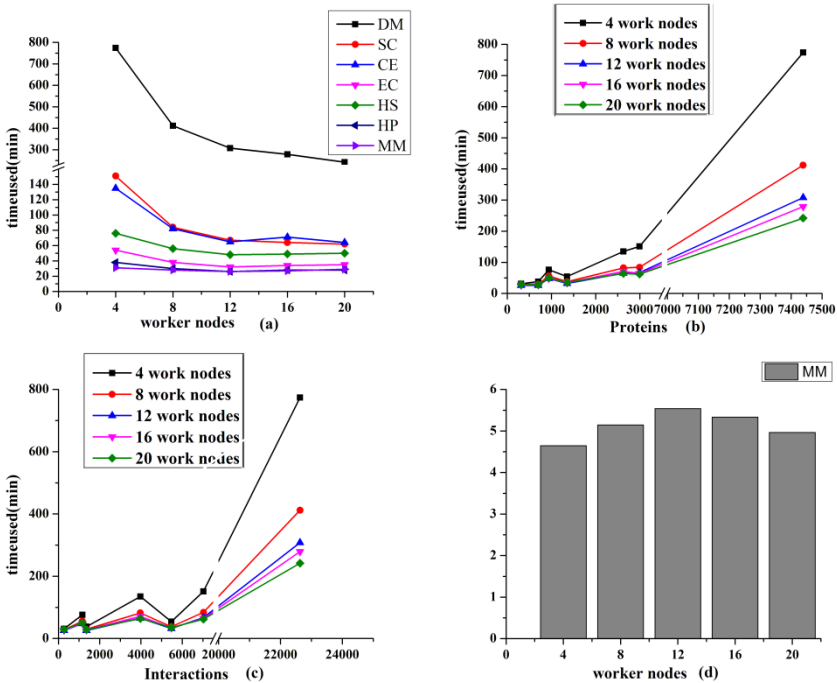 DM
SC
CE
EC
HS
HP
MM
800
700
600
500
400
300
140
120
100
80
60
40
20
0
timeused(min)
0 4 8 12 16 20
worker nodes (a)
4 work nodes
8 work nodes
12 work nodes
16 work nodes
20 work nodes
800
700
600
500
400
300
200
100
0
timeused(min)
0 1000 2000 3000 7000 7100 7200 7300 7400 7500
Proteins (b)
4 work nodes
8 work nodes
12 work nodes
16 work nodes
20 work nodes
800
600
400
200
0
timeused(min)
0 2000 4000 6000 20000 22000 24000
Interactions (c)
MM
6
5
4
3
2
1
0
0 4 8 12 16 20
worker nodes (d)